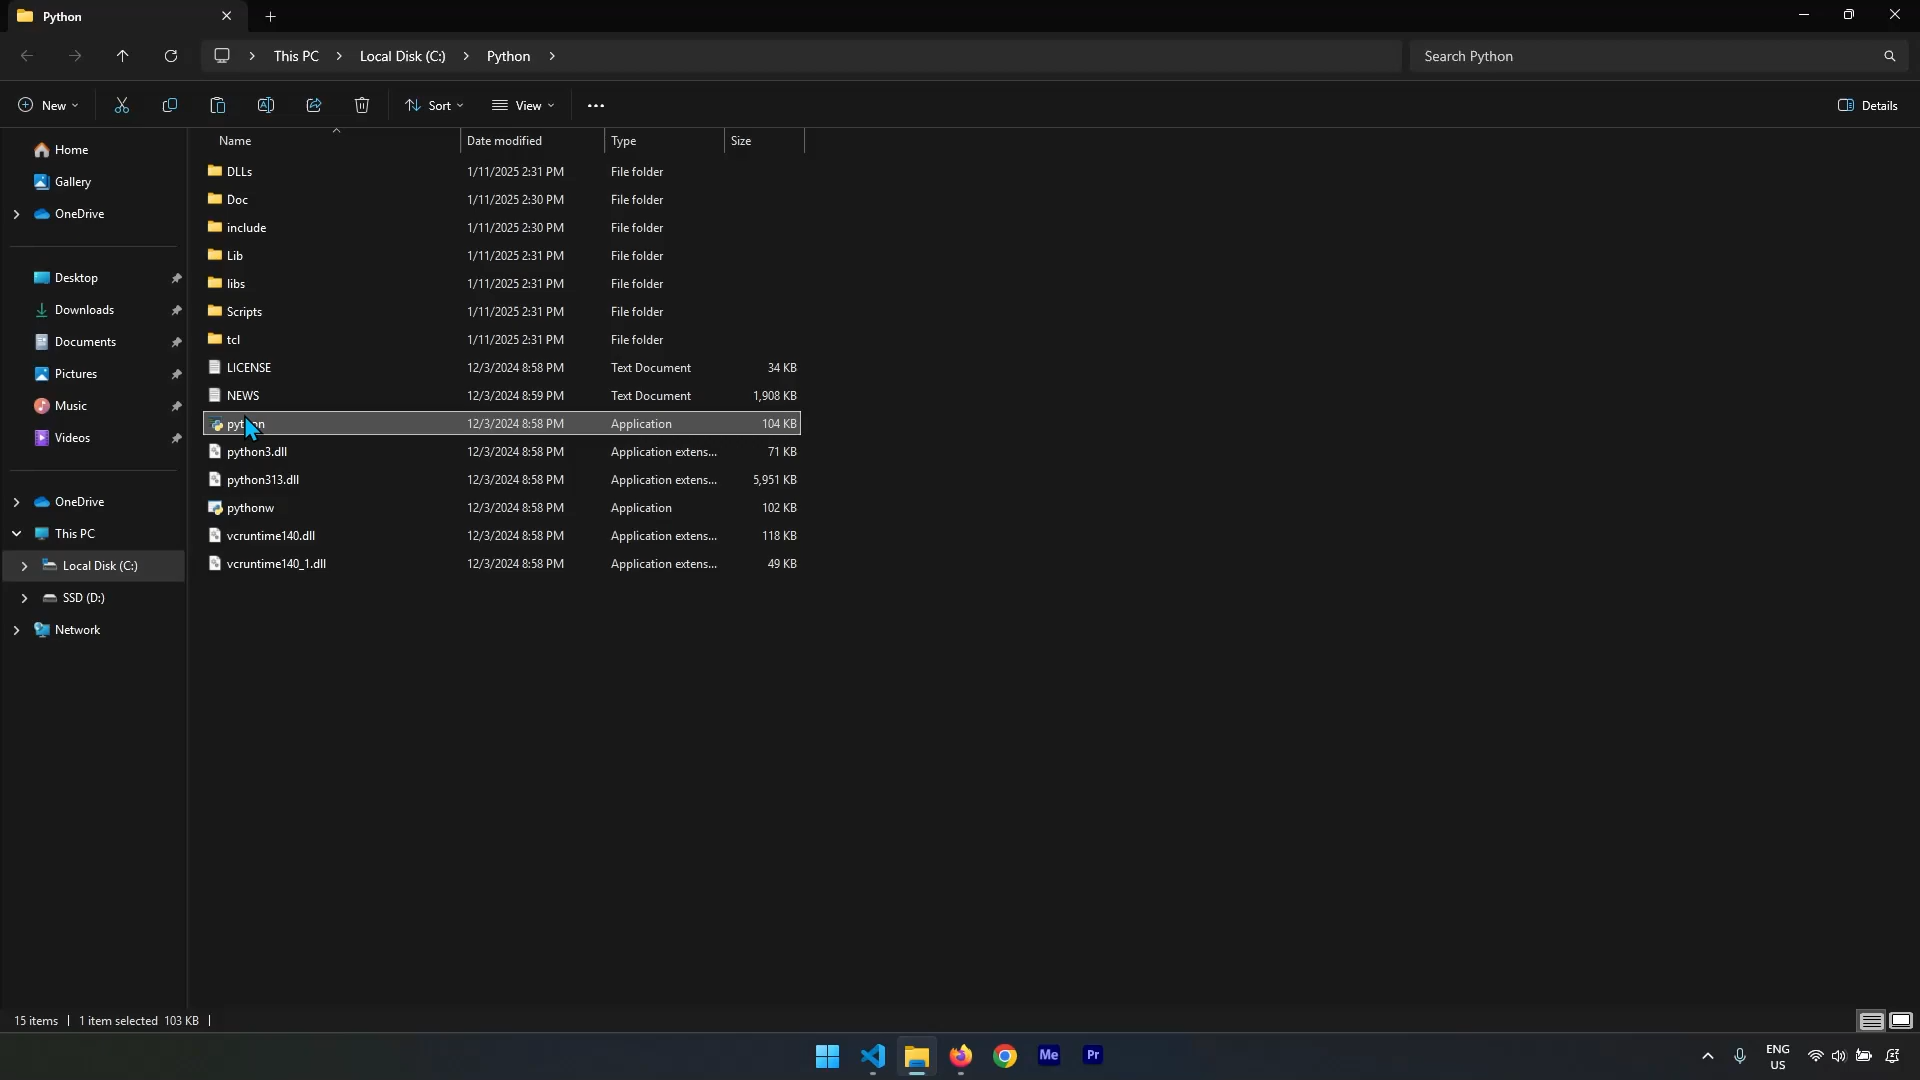 Python
This PC
Local Disk (C:)
Python
Search Python
New
Sort
View
Details
Name
Date modified
Type
Size
Home
Gallery
OneDrive
Desktop
Downloads
Documents
Pictures
Music
Videos
OneDrive
This PC
Local Disk (C:)
SSD (D:)
Network
DLLs 1/11/2025 2:31 PM File folder
Doc 1/11/2025 2:30 PM File folder
include 1/11/2025 2:30 PM File folder
Lib 1/11/2025 2:31 PM File folder
libs 1/11/2025 2:31 PM File folder
Scripts 1/11/2025 2:31 PM File folder
tcl 1/11/2025 2:31 PM File folder
LICENSE 12/3/2024 8:58 PM Text Document 34 KB
NEWS 12/3/2024 8:59 PM Text Document 1,908 KB
python 12/3/2024 8:58 PM Application 104 KB
python3.dll 12/3/2024 8:58 PM Application extens... 71 KB
python313.dll 12/3/2024 8:58 PM Application extens... 5,951 KB
pythonw 12/3/2024 8:58 PM Application 102 KB
vcruntime140.dll 12/3/2024 8:58 PM Application extens... 118 KB
vcruntime140_1.dll 12/3/2024 8:58 PM Application extens... 49 KB
15 items
1 item selected 103 KB
Me
Pr
ENG
US